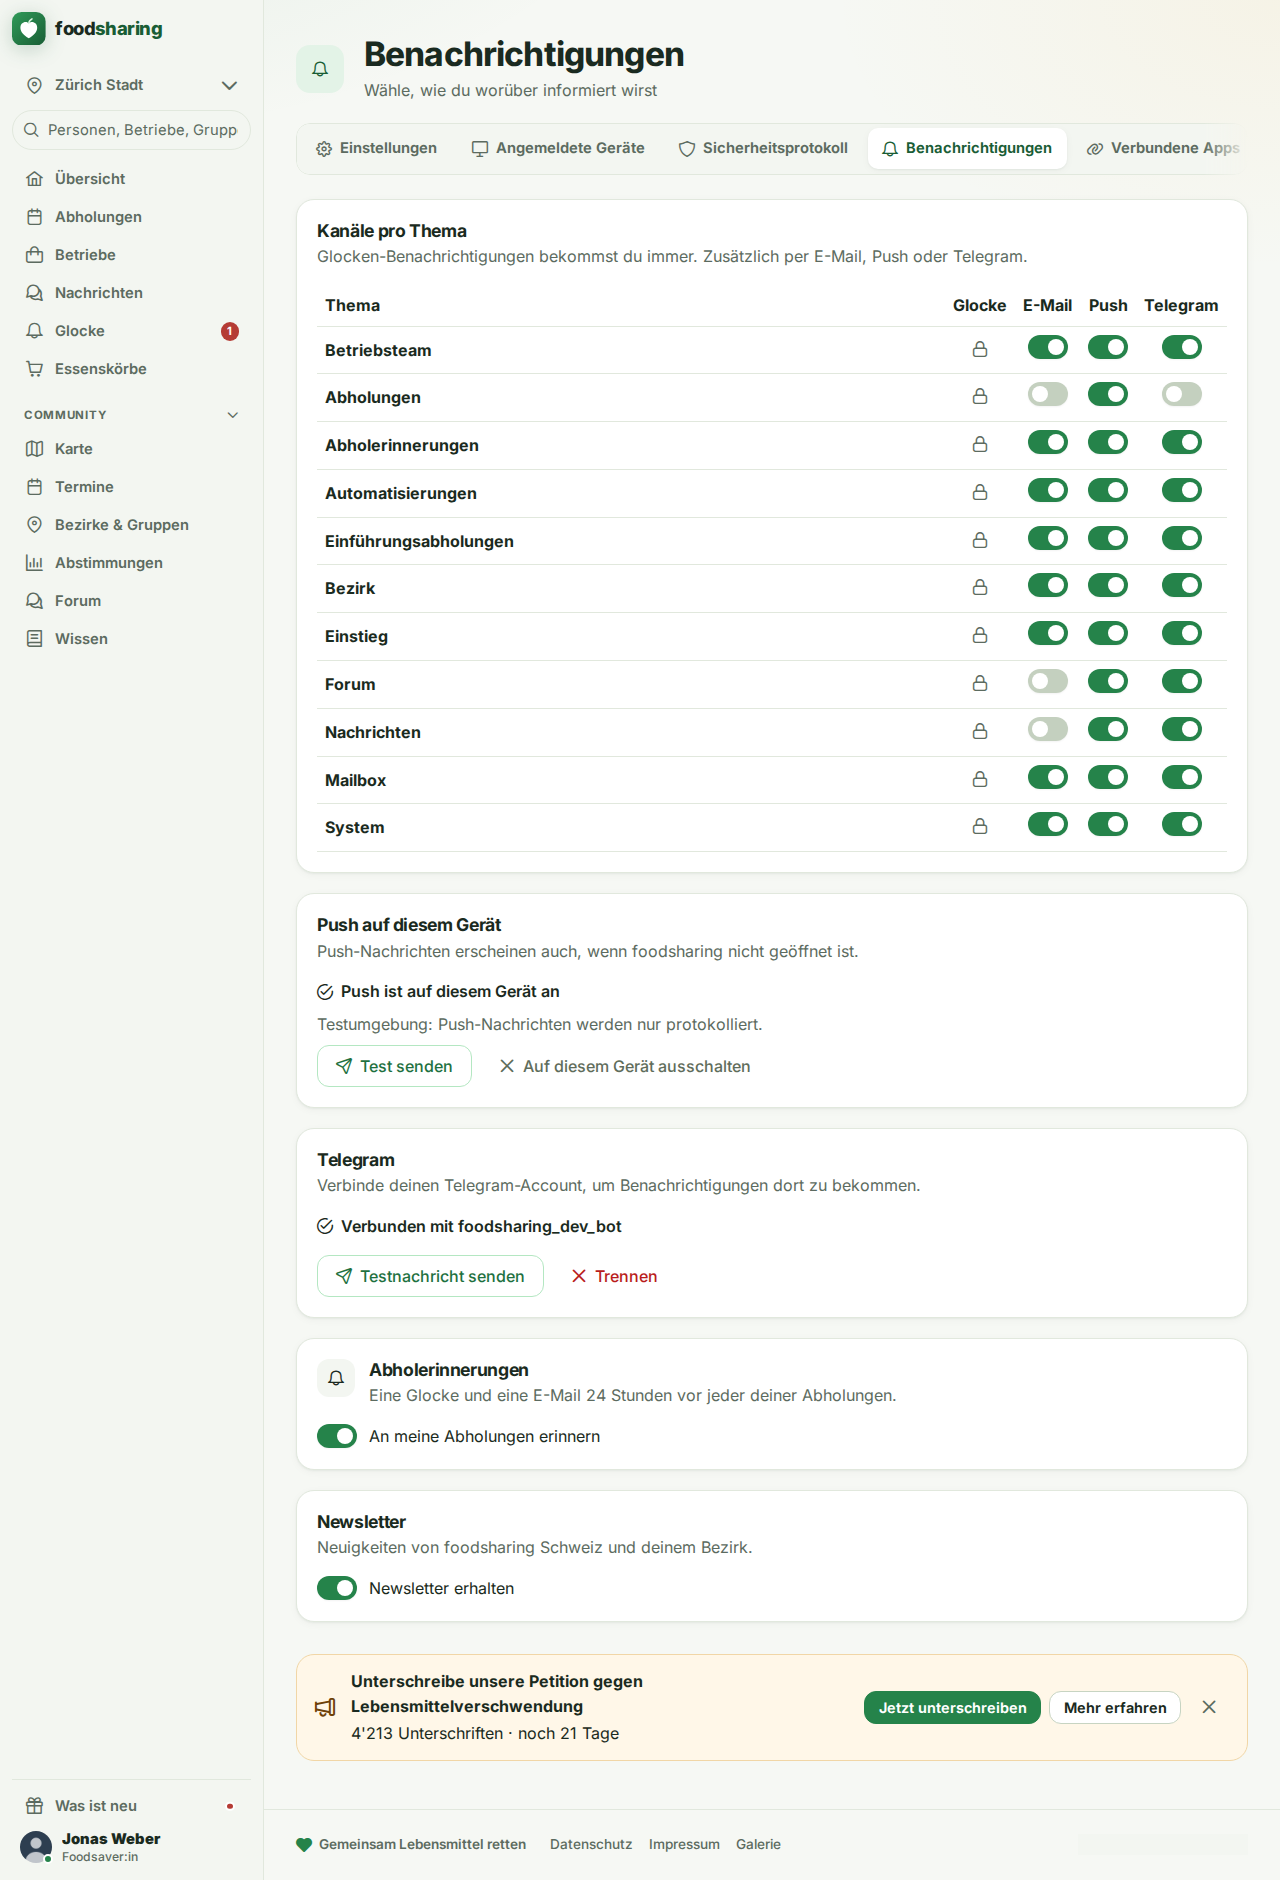 foodsharing
Zürich Stadt
Personen, Betriebe, Grupp
Übersicht
Abholungen
Betriebe
Nachrichten
Glocke 1
Essenskörbe
COMMUNITY
Karte
Termine
Bezirke & Gruppen
Abstimmungen
Forum
Wissen
Was ist neu
Jonas Weber
Foodsaver:in
Benachrichtigungen
Wähle, wie du worüber informiert wirst
Einstellungen Angemeldete Geräte Sicherheitsprotokoll Benachrichtigungen Verbundene Apps
Kanäle pro Thema
Glocken-Benachrichtigungen bekommst du immer. Zusätzlich per E-Mail, Push oder Telegram.
Thema Glocke E-Mail Push Telegram
Betriebsteam
Abholungen
Abholerinnerungen
Automatisierungen
Einführungsabholungen
Bezirk
Einstieg
Forum
Nachrichten
Mailbox
System
Push auf diesem Gerät
Push-Nachrichten erscheinen auch, wenn foodsharing nicht geöffnet ist.
Push ist auf diesem Gerät an
Testumgebung: Push-Nachrichten werden nur protokolliert.
Test senden Auf diesem Gerät ausschalten
Telegram
Verbinde deinen Telegram-Account, um Benachrichtigungen dort zu bekommen.
Verbunden mit foodsharing_dev_bot
Testnachricht senden Trennen
Abholerinnerungen
Eine Glocke und eine E-Mail 24 Stunden vor jeder deiner Abholungen.
An meine Abholungen erinnern
Newsletter
Neuigkeiten von foodsharing Schweiz und deinem Bezirk.
Newsletter erhalten
Unterschreibe unsere Petition gegen
Lebensmittelverschwendung
4'213 Unterschriften · noch 21 Tage
Jetzt unterschreiben Mehr erfahren
Gemeinsam Lebensmittel retten Datenschutz Impressum Galerie